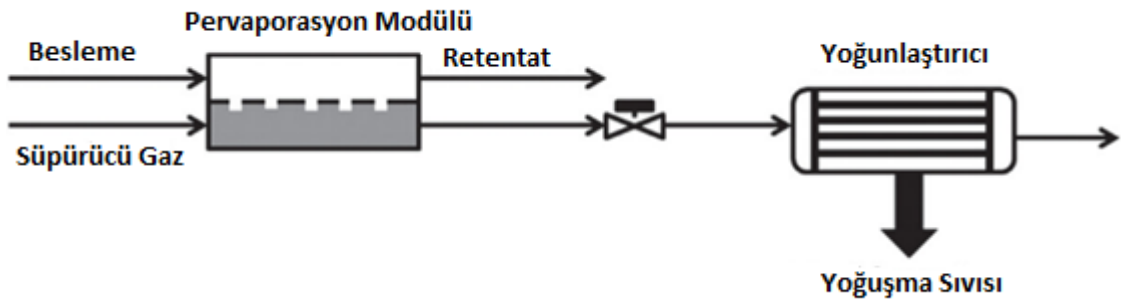 Pervaporasyon Modülü
Besleme
Retentat
Yoğunlaştırıcı
Süpürücü Gaz
Yoğuşma Sıvısı